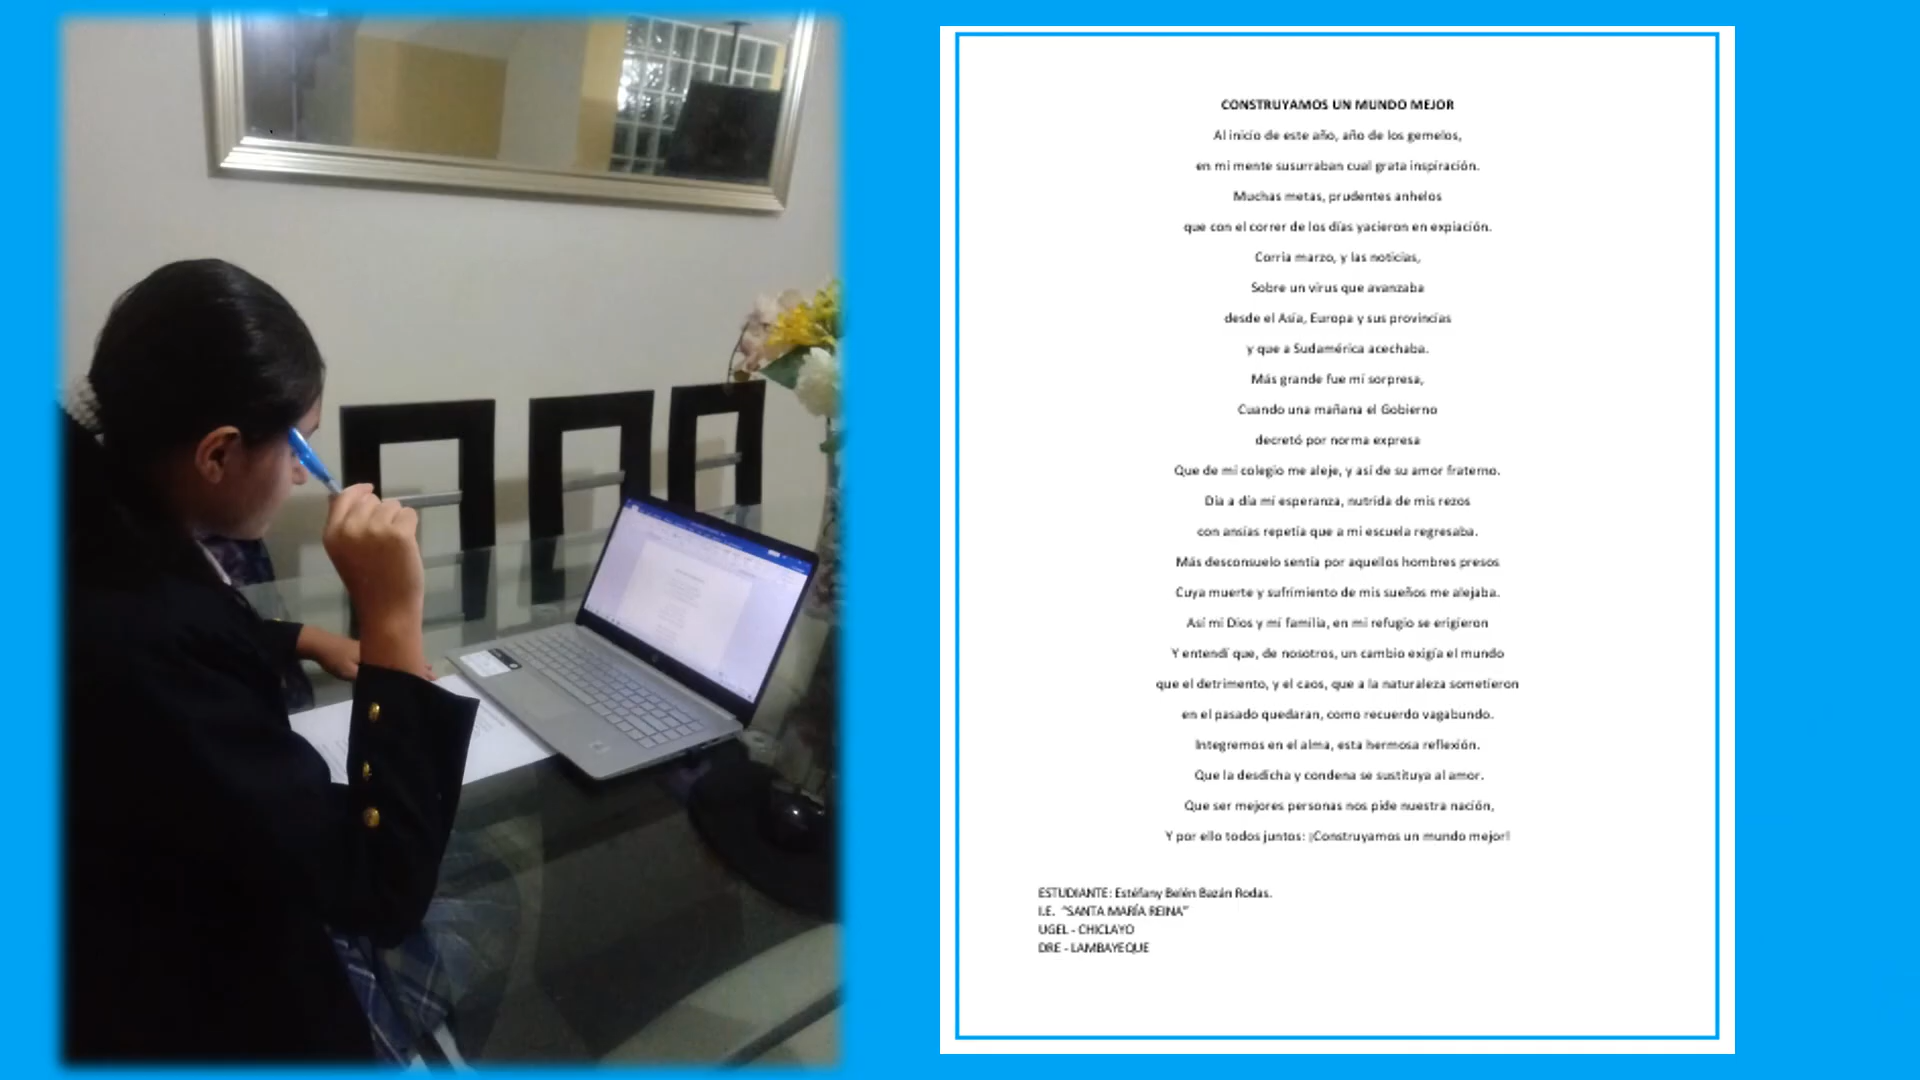 CONSTRUYAMOS UN MUNDO MEJOR
Al inicio de este año, año de los gemelos,
en mi mente susurraban cual grata inspiración.
Muchas metas, prudentes anhelos
que con el correr de los días yacieron en expiación.
Corría marzo, y las noticias,
Sobre un virus que avanzaba
desde el Asia, Europa y sus provincias
y que a Sudamérica acechaba.
Más grande fue mi sorpresa,
Cuando una mañana el Gobierno
decretó por norma expresa
Que de mi colegio me aleje, y así de su amor fraterno.
Día a día mi esperanza, nutrida de mis rezos
con ansias repetía que a mi escuela regresaba.
Más desconsuelo sentía por aquellos hombres presos
Cuya muerte y sufrimiento de mis sueños me alejaba.
Así mi Dios y mi familia, en mi refugio se erigieron
Y entendí que, de nosotros, un cambio exigía el mundo
que el detrimento, y el caos, que a la naturaleza sometieron
en el pasado quedaran, como recuerdo vagabundo.
Integremos en el alma, esta hermosa reflexión.
Que la desdicha y condena se sustituya al amor.
Que ser mejores personas nos pide nuestra nación,
Y por ello todos juntos: ¡Construyamos un mundo mejor!
ESTUDIANTE: Estéfany Belén Bazán Rodas.
I.E. "SANTA MARÍA REINA"
UGEL - CHICLAYO
DRE - LAMBAYEQUE